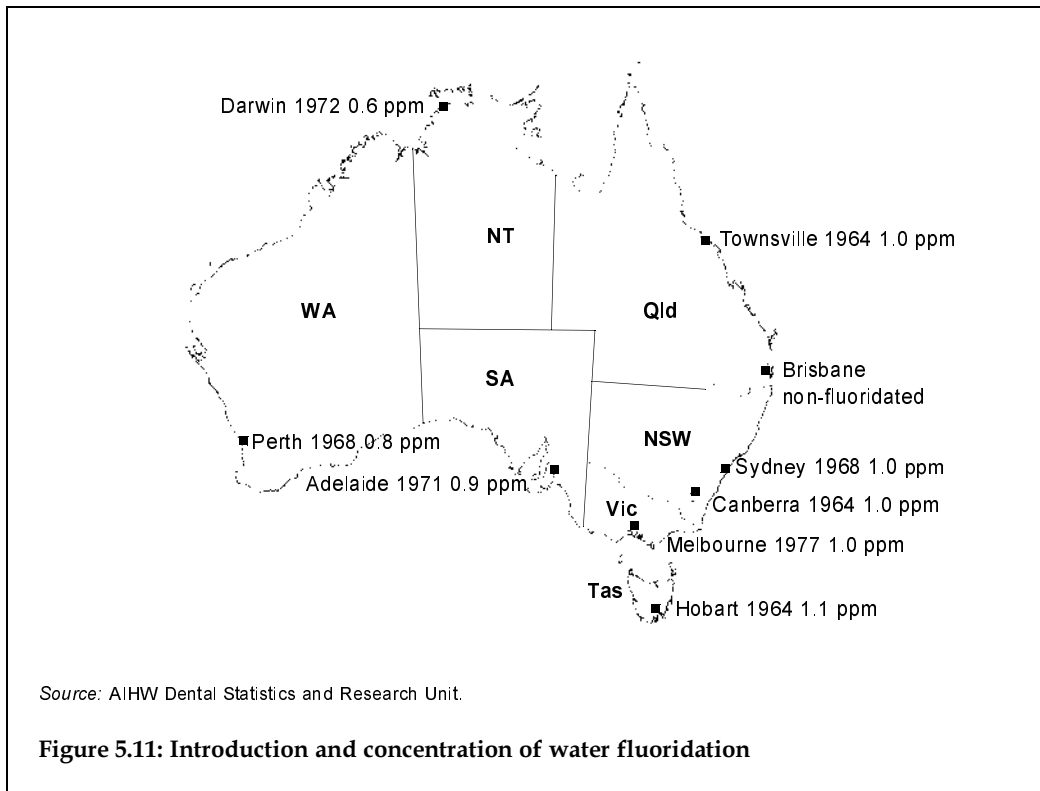 Darwin 1972 0.6 ppm
NT
Townsville 1964 1.0 ppm
WA
Qld
Brisbane
non-fluoridated
SA
NSW
Perth 1968 0.8 ppm
Sydney 1968 1.0 ppm
Adelaide 1971 0.9 ppm
Canberra 1964 1.0 ppm
Vic
Melbourne 1977 1.0 ppm
Tas
Hobart 1964 1.1 ppm
Source: AIHW Dental Statistics and Research Unit.
Figure 5.11: Introduction and concentration of water fluoridation